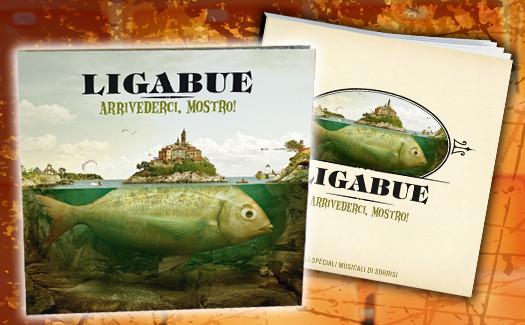 LIGABUE
ARRIVEDERCI, MOSTRO!
LIGABUE
ARRIVEDERCI, MOSTRO!
SPECIALI MUSICALI DI SORRISI